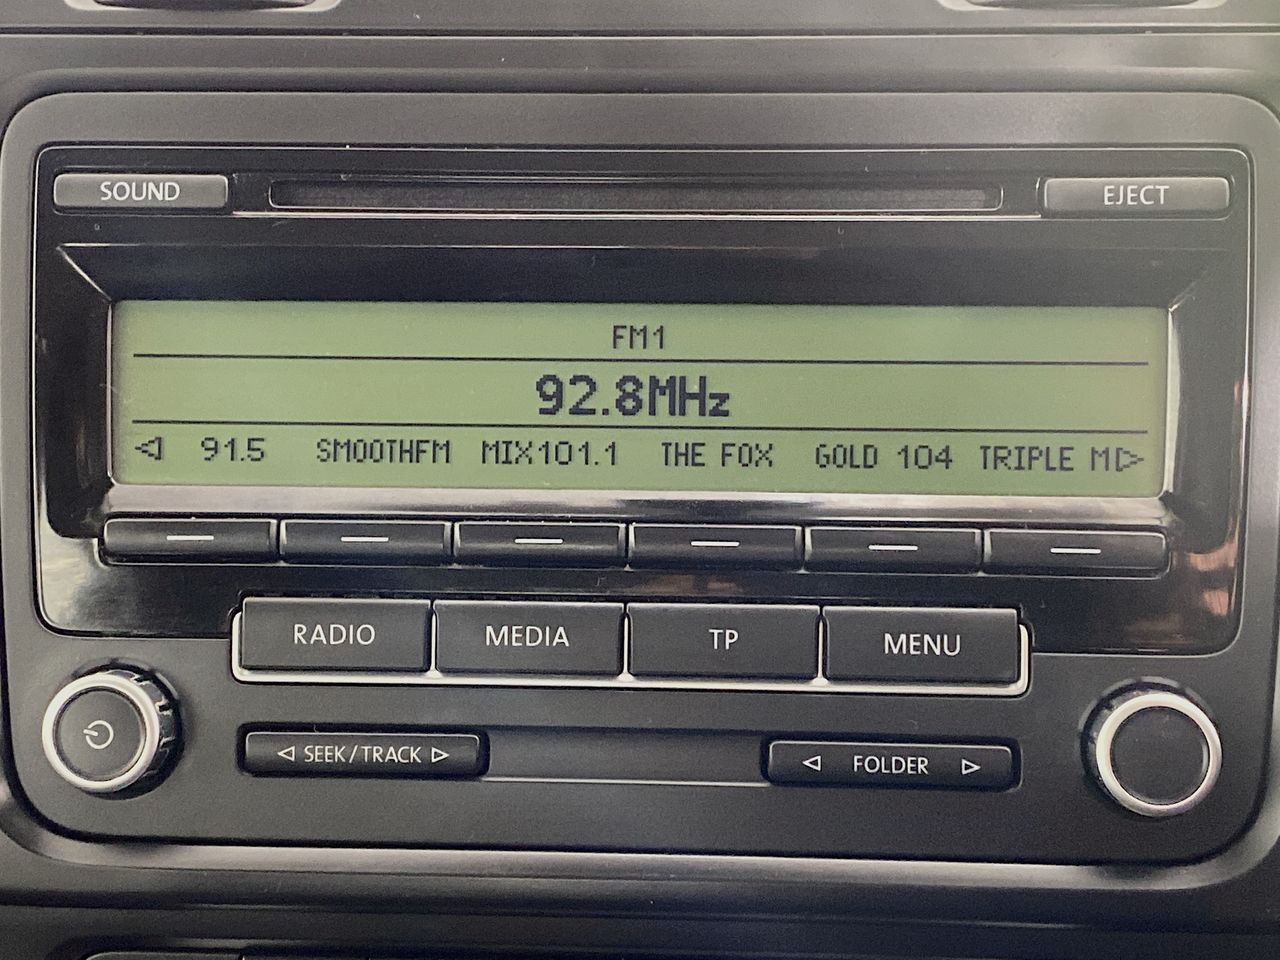 SOUND EJECT
FM1
92.8MHz
91.5 SMOOTHFM MIX101.1 THE FOX GOLD 104 TRIPLE M
RADIO MEDIA TP MENU
SEEK/TRACK FOLDER